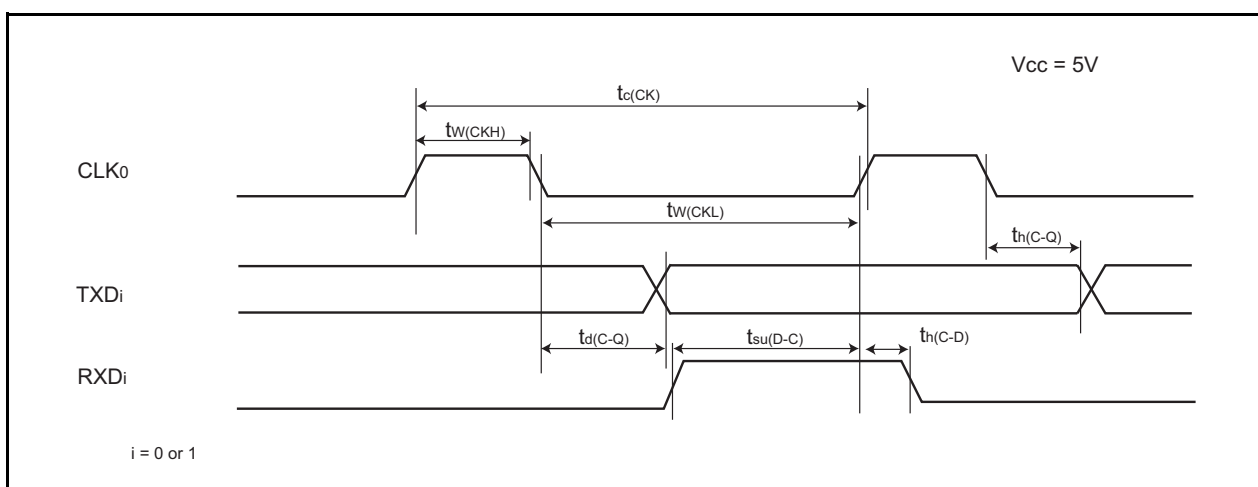 Vcc = 5V
tc(CK)
tW(CKH)
CLK0
tW(CKL)
th(C-Q)
TXDi
td(C-Q)
tsu(D-C)
th(C-D)
RXDi
i = 0 or 1